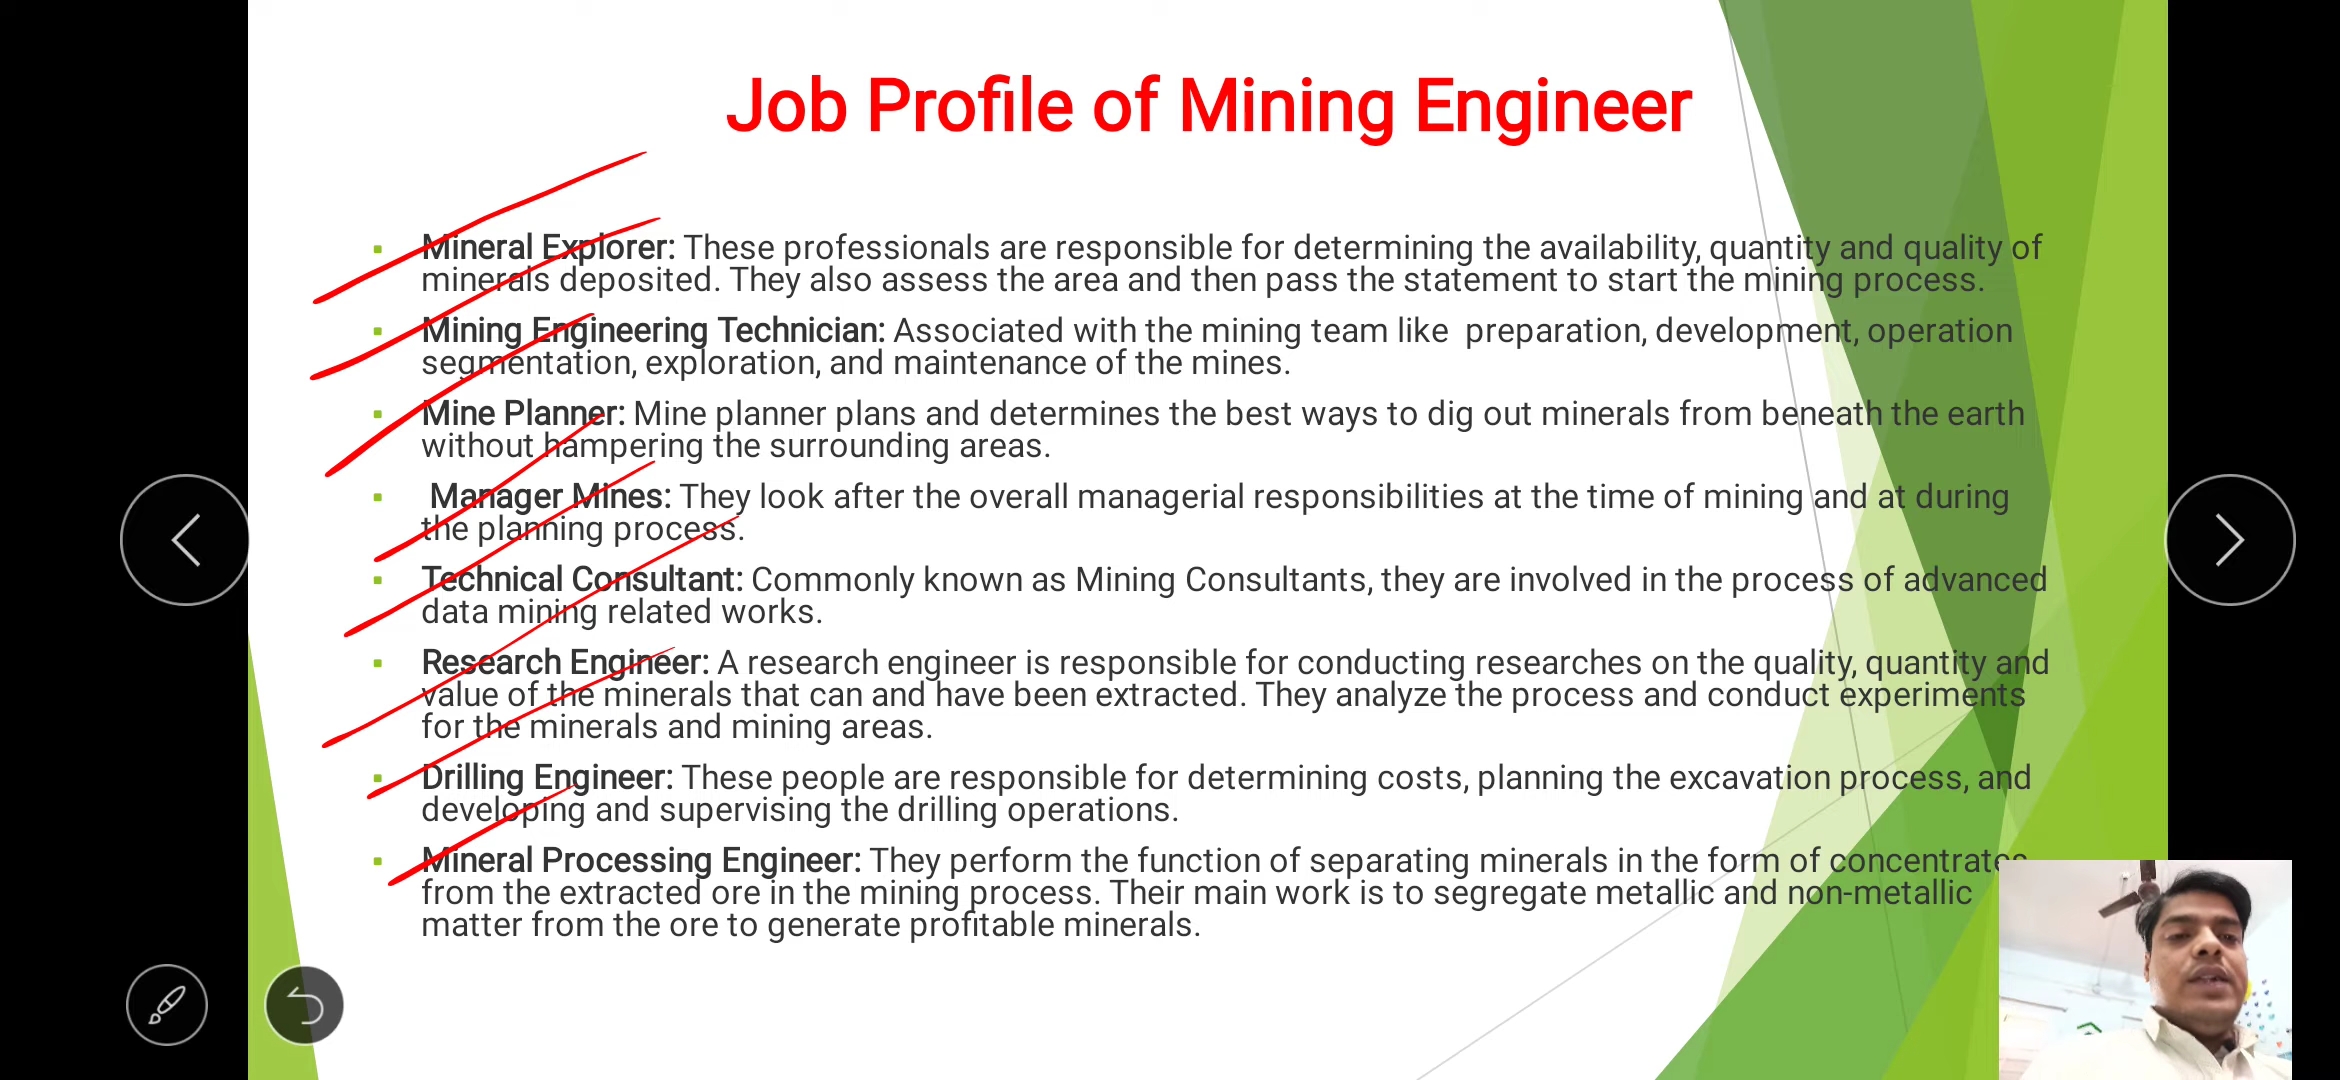 Job Profile of Mining Engineer
Mineral Explorer: These professionals are responsible for determining the availability, quantity and quality of
minerals deposited. They also assess the area and then pass the statement to start the mining process.
Mining Engineering Technician: Associated with the mining team like  preparation, development, operation
segmentation, exploration, and maintenance of the mines.
Mine Planner: Mine planner plans and determines the best ways to dig out minerals from beneath the earth
without hampering the surrounding areas.
Manager Mines: They look after the overall managerial responsibilities at the time of mining and at during
the planning process.
Technical Consultant: Commonly known as Mining Consultants, they are involved in the process of advanced
data mining related works.
Research Engineer: A research engineer is responsible for conducting researches on the quality, quantity and
value of the minerals that can and have been extracted. They analyze the process and conduct experiments
for the minerals and mining areas.
Drilling Engineer: These people are responsible for determining costs, planning the excavation process, and
developing and supervising the drilling operations.
Mineral Processing Engineer: They perform the function of separating minerals in the form of concentrates
from the extracted ore in the mining process. Their main work is to segregate metallic and non-metallic
matter from the ore to generate profitable minerals.